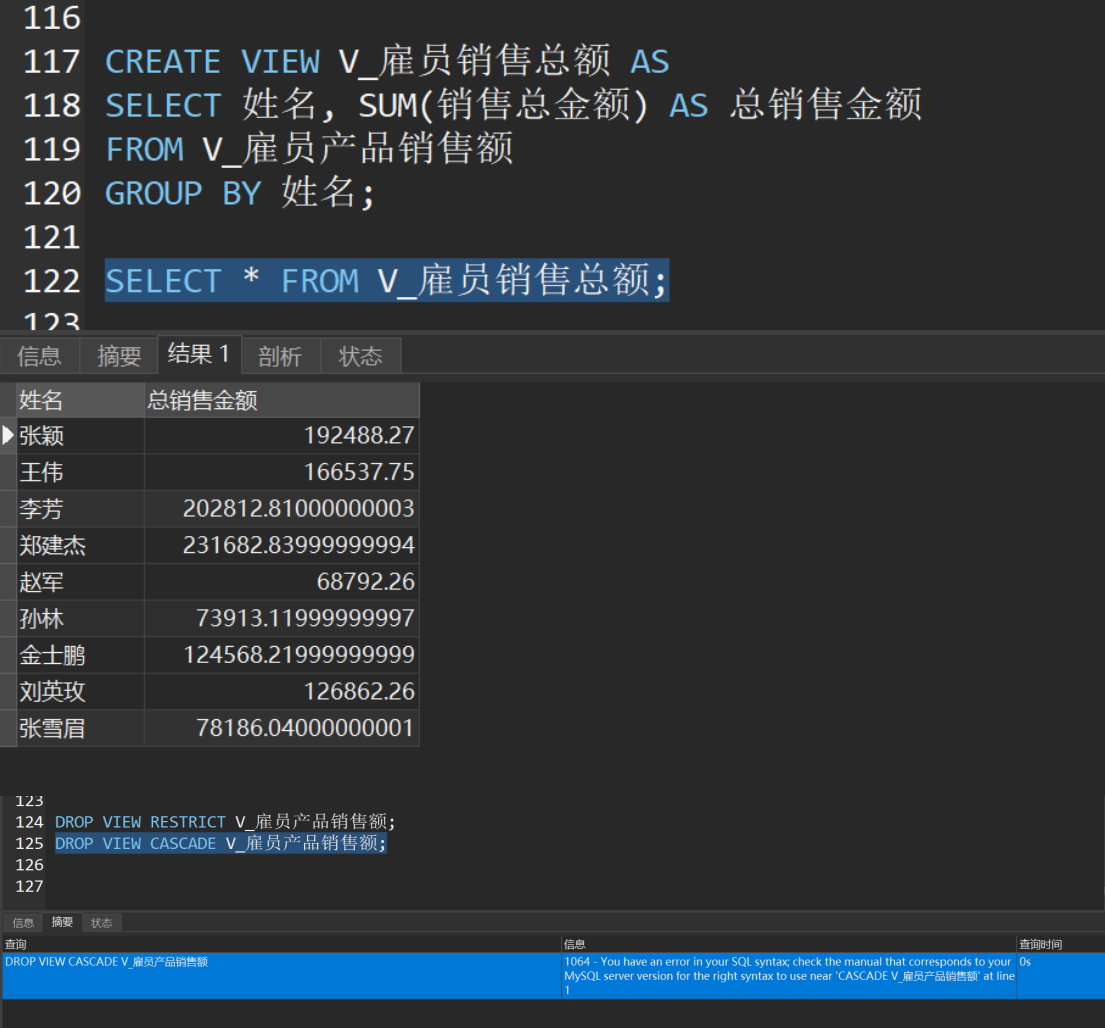 116
117 CREATE VIEW V_雇员销售总额 AS
118 SELECT 姓名, SUM(销售总金额) AS 总销售金额
119 FROM V_雇员产品销售额
120 GROUP BY 姓名;
121
122 SELECT * FROM V_雇员销售总额;
123
信息 摘要 结果 1 剖析 状态
姓名 总销售金额
张颖 192488.27
王伟 166537.75
李芳 202812.81000000003
郑建杰 231682.83999999994
赵军 68792.26
孙林 73913.11999999997
金士鹏 124568.21999999999
刘英玫 126862.26
张雪眉 78186.04000000001
123
124 DROP VIEW RESTRICT V_雇员产品销售额;
125 DROP VIEW CASCADE V_雇员产品销售额;
126
127
信息 摘要 状态
查询 信息 查询时间
DROP VIEW CASCADE V_雇员产品销售额 1064 - You have an error in your SQL syntax; check the manual that corresponds to your 0s
MySQL server version for the right syntax to use near 'CASCADE V_雇员产品销售额' at line
1